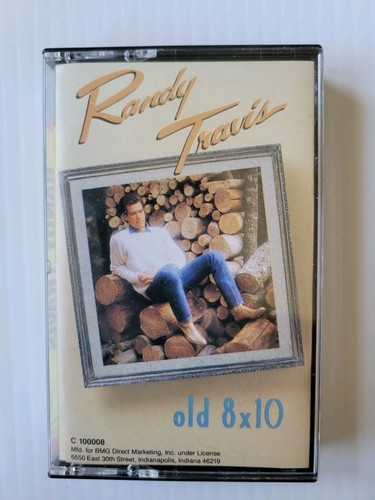 Randy
Travis
old 8x10
C 100008
Mfd. for BMG Direct Marketing, Inc. under License
6550 East 30th Street, Indianapolis, Indiana 46219